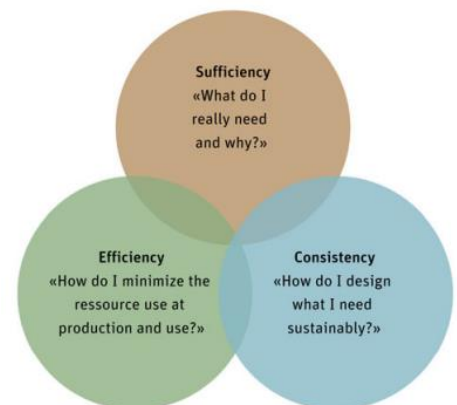 Sufficiency
«What do I
really need
and why?»
Efficiency
«How do I minimize the
ressource use at
production and use?»
Consistency
«How do I design
what I need
sustainably?»